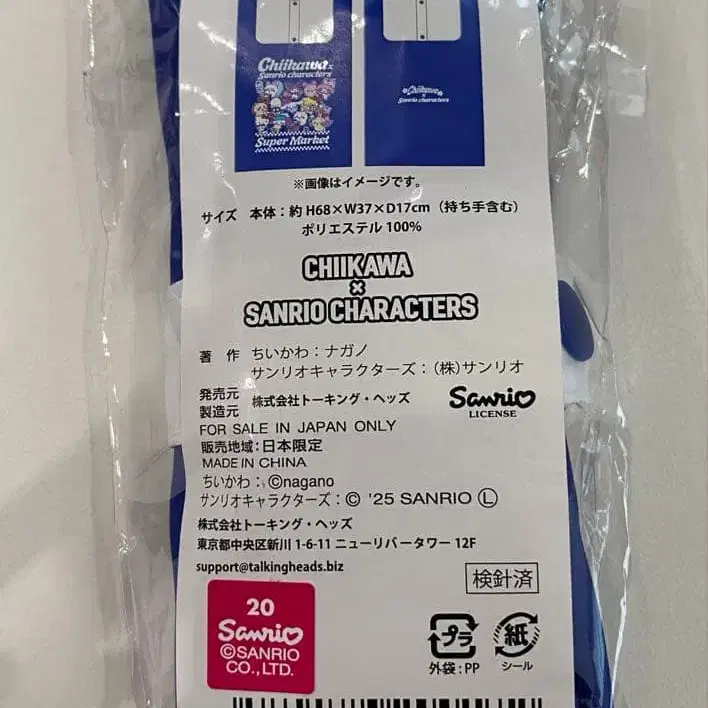 Chiikawa
×
Sanrio characters
Super Market
Chiikawa
×
Sanrio characters
※画像はイメージです。
サイズ 本体：約 H68×W37×D17cm（持ち手含む）
ポリエステル 100%
CHIIKAWA
×
SANRIO CHARACTERS
著 作 ちいかわ：ナガノ
サンリオキャラクターズ：（株）サンリオ
発売元
製造元 株式会社トーキング・ヘッズ
Sanrio
LICENSE
FOR SALE IN JAPAN ONLY
販売地域：日本限定
MADE IN CHINA
ちいかわ：©nagano
サンリオキャラクターズ：© '25 SANRIO Ⓛ
株式会社トーキング・ヘッズ
東京都中央区新川 1-6-11 ニューリバータワー 12F
support@talkingheads.biz
検針済
20
Sanrio
©SANRIO
CO., LTD.
プラ
外袋：PP
紙
シール